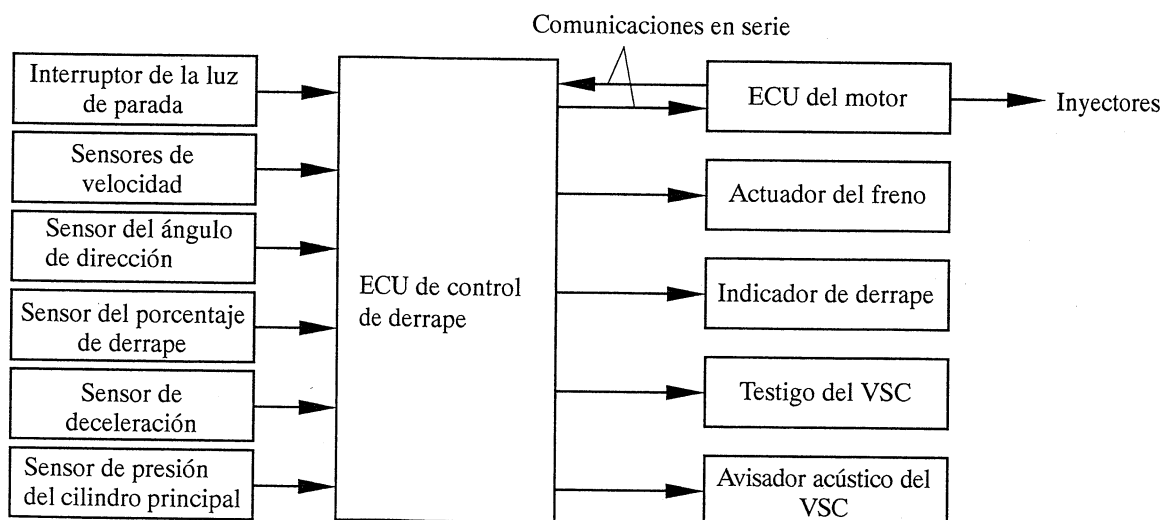 Comunicaciones en serie
Interruptor de la luz
de parada
Sensores de
velocidad
Sensor del ángulo
de dirección
Sensor del porcentaje
de derrape
Sensor de
deceleración
Sensor de presión
del cilindro principal
ECU de control
de derrape
ECU del motor
Inyectores
Actuador del freno
Indicador de derrape
Testigo del VSC
Avisador acústico del
VSC